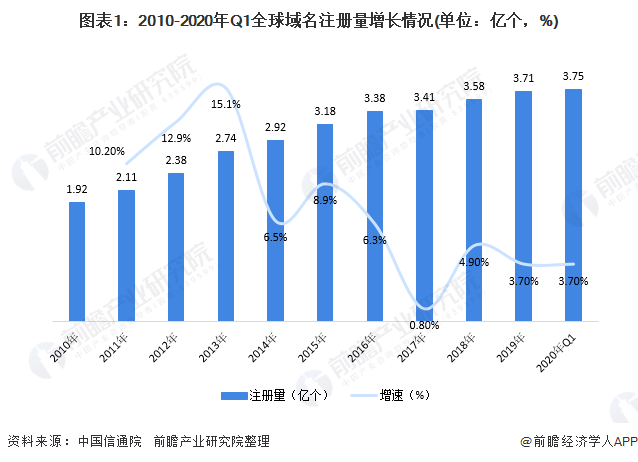 图表1：2010-2020年Q1全球域名注册量增长情况(单位：亿个，%)
1.92
2.11
2.38
2.74
2.92
3.18
3.38
3.41
3.58
3.71
3.75
10.20%
12.9%
15.1%
6.5%
8.9%
6.3%
0.80%
4.90%
3.70%
3.70%
2010年
2011年
2012年
2013年
2014年
2015年
2016年
2017年
2018年
2019年
2020年Q1
注册量（亿个）
增速（%）
资料来源：中国信通院 前瞻产业研究院整理
@前瞻经济学人APP
前瞻产业研究院